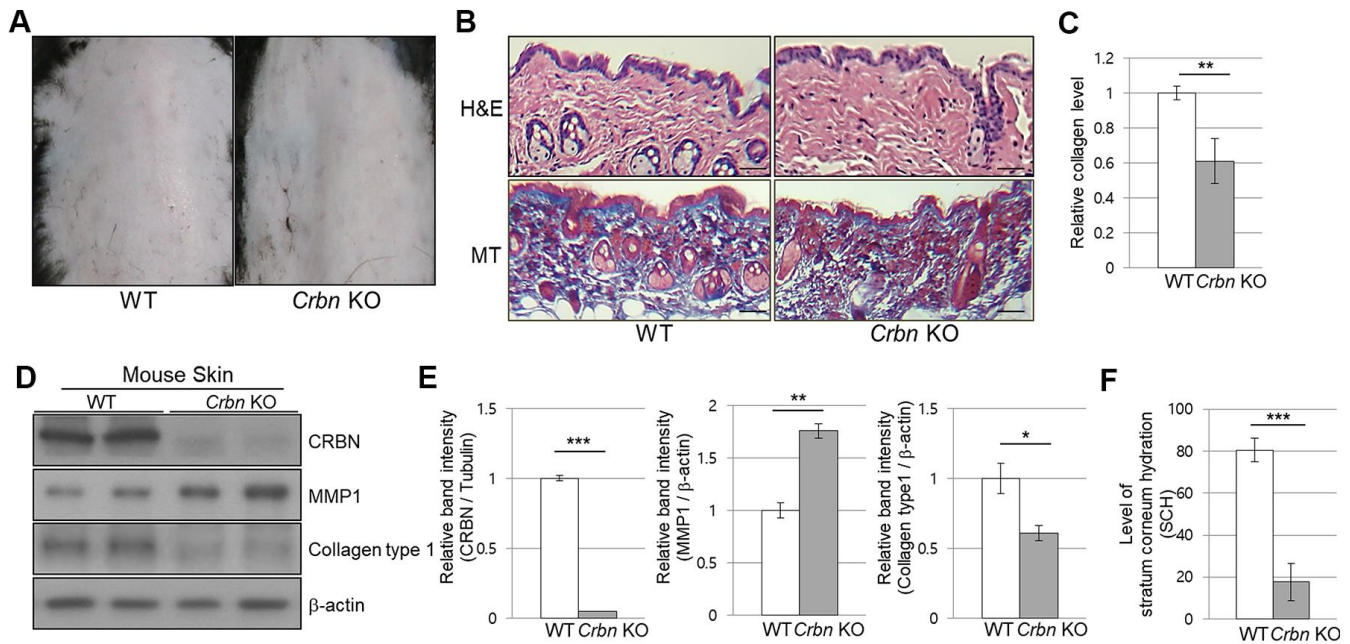 A
WT
Crbn KO
B
H&E
MT
WT
Crbn KO
C
Relative collagen level
1.2
1
0.8
0.6
0.4
0.2
0
**
WT Crbn KO
D
Mouse Skin
WT
Crbn KO
CRBN
MMP1
Collagen type 1
β-actin
E
Relative band intensity
(CRBN / Tubulin)
1.5
1
0.5
0
***
WT Crbn KO
Relative band intensity
(MMP1 / β-actin)
2
1.5
1
0.5
0
**
WT Crbn KO
Relative band intensity
(Collagen type1 / β-actin)
1.5
1
0.5
0
*
WT Crbn KO
F
Level of
stratum corneum hydration
(SCH)
100
80
60
40
20
0
***
WT Crbn KO